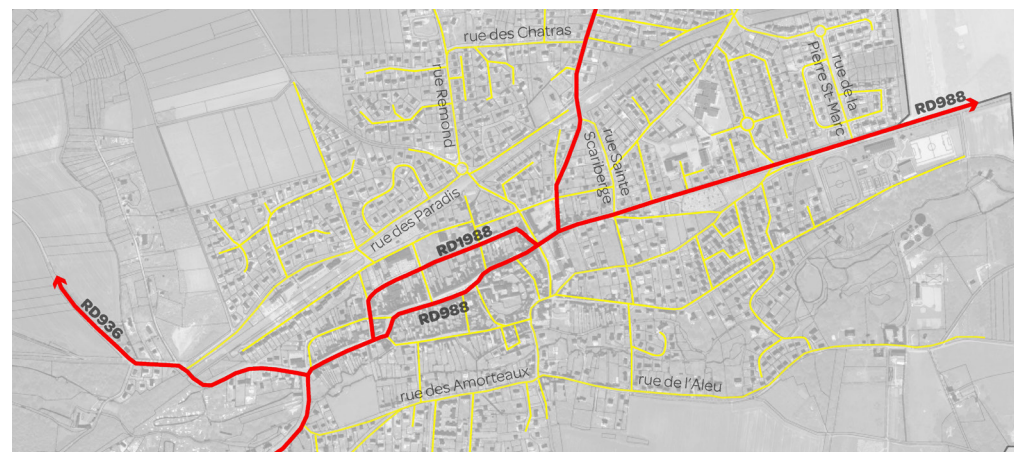 rue des Chatras
rue Remond
rue de la
Pierre St-Marc
RD988
rue Sainte
Scariberge
rue des Paradis
RD1988
RD988
RD936
rue des Amorteaux
rue de l'Aleu